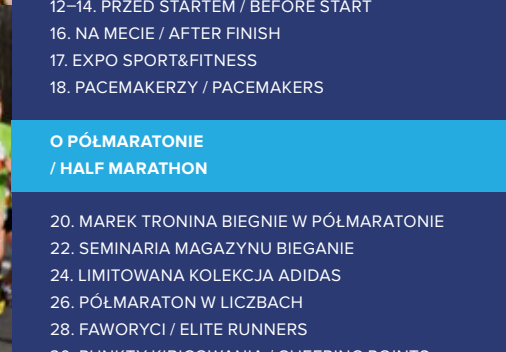 12–14. PRZED STARTEM / BEFORE START
16. NA MECIE / AFTER FINISH
17. EXPO SPORT&FITNESS
18. PACEMAKERZY / PACEMAKERS
O PÓŁMARATONIE
/ HALF MARATHON
20. MAREK TRONINA BIEGNIE W PÓŁMARATONIE
22. SEMINARIA MAGAZYNU BIEGANIE
24. LIMITOWANA KOLEKCJA ADIDAS
26. PÓŁMARATON W LICZBACH
28. FAWORYCI / ELITE RUNNERS